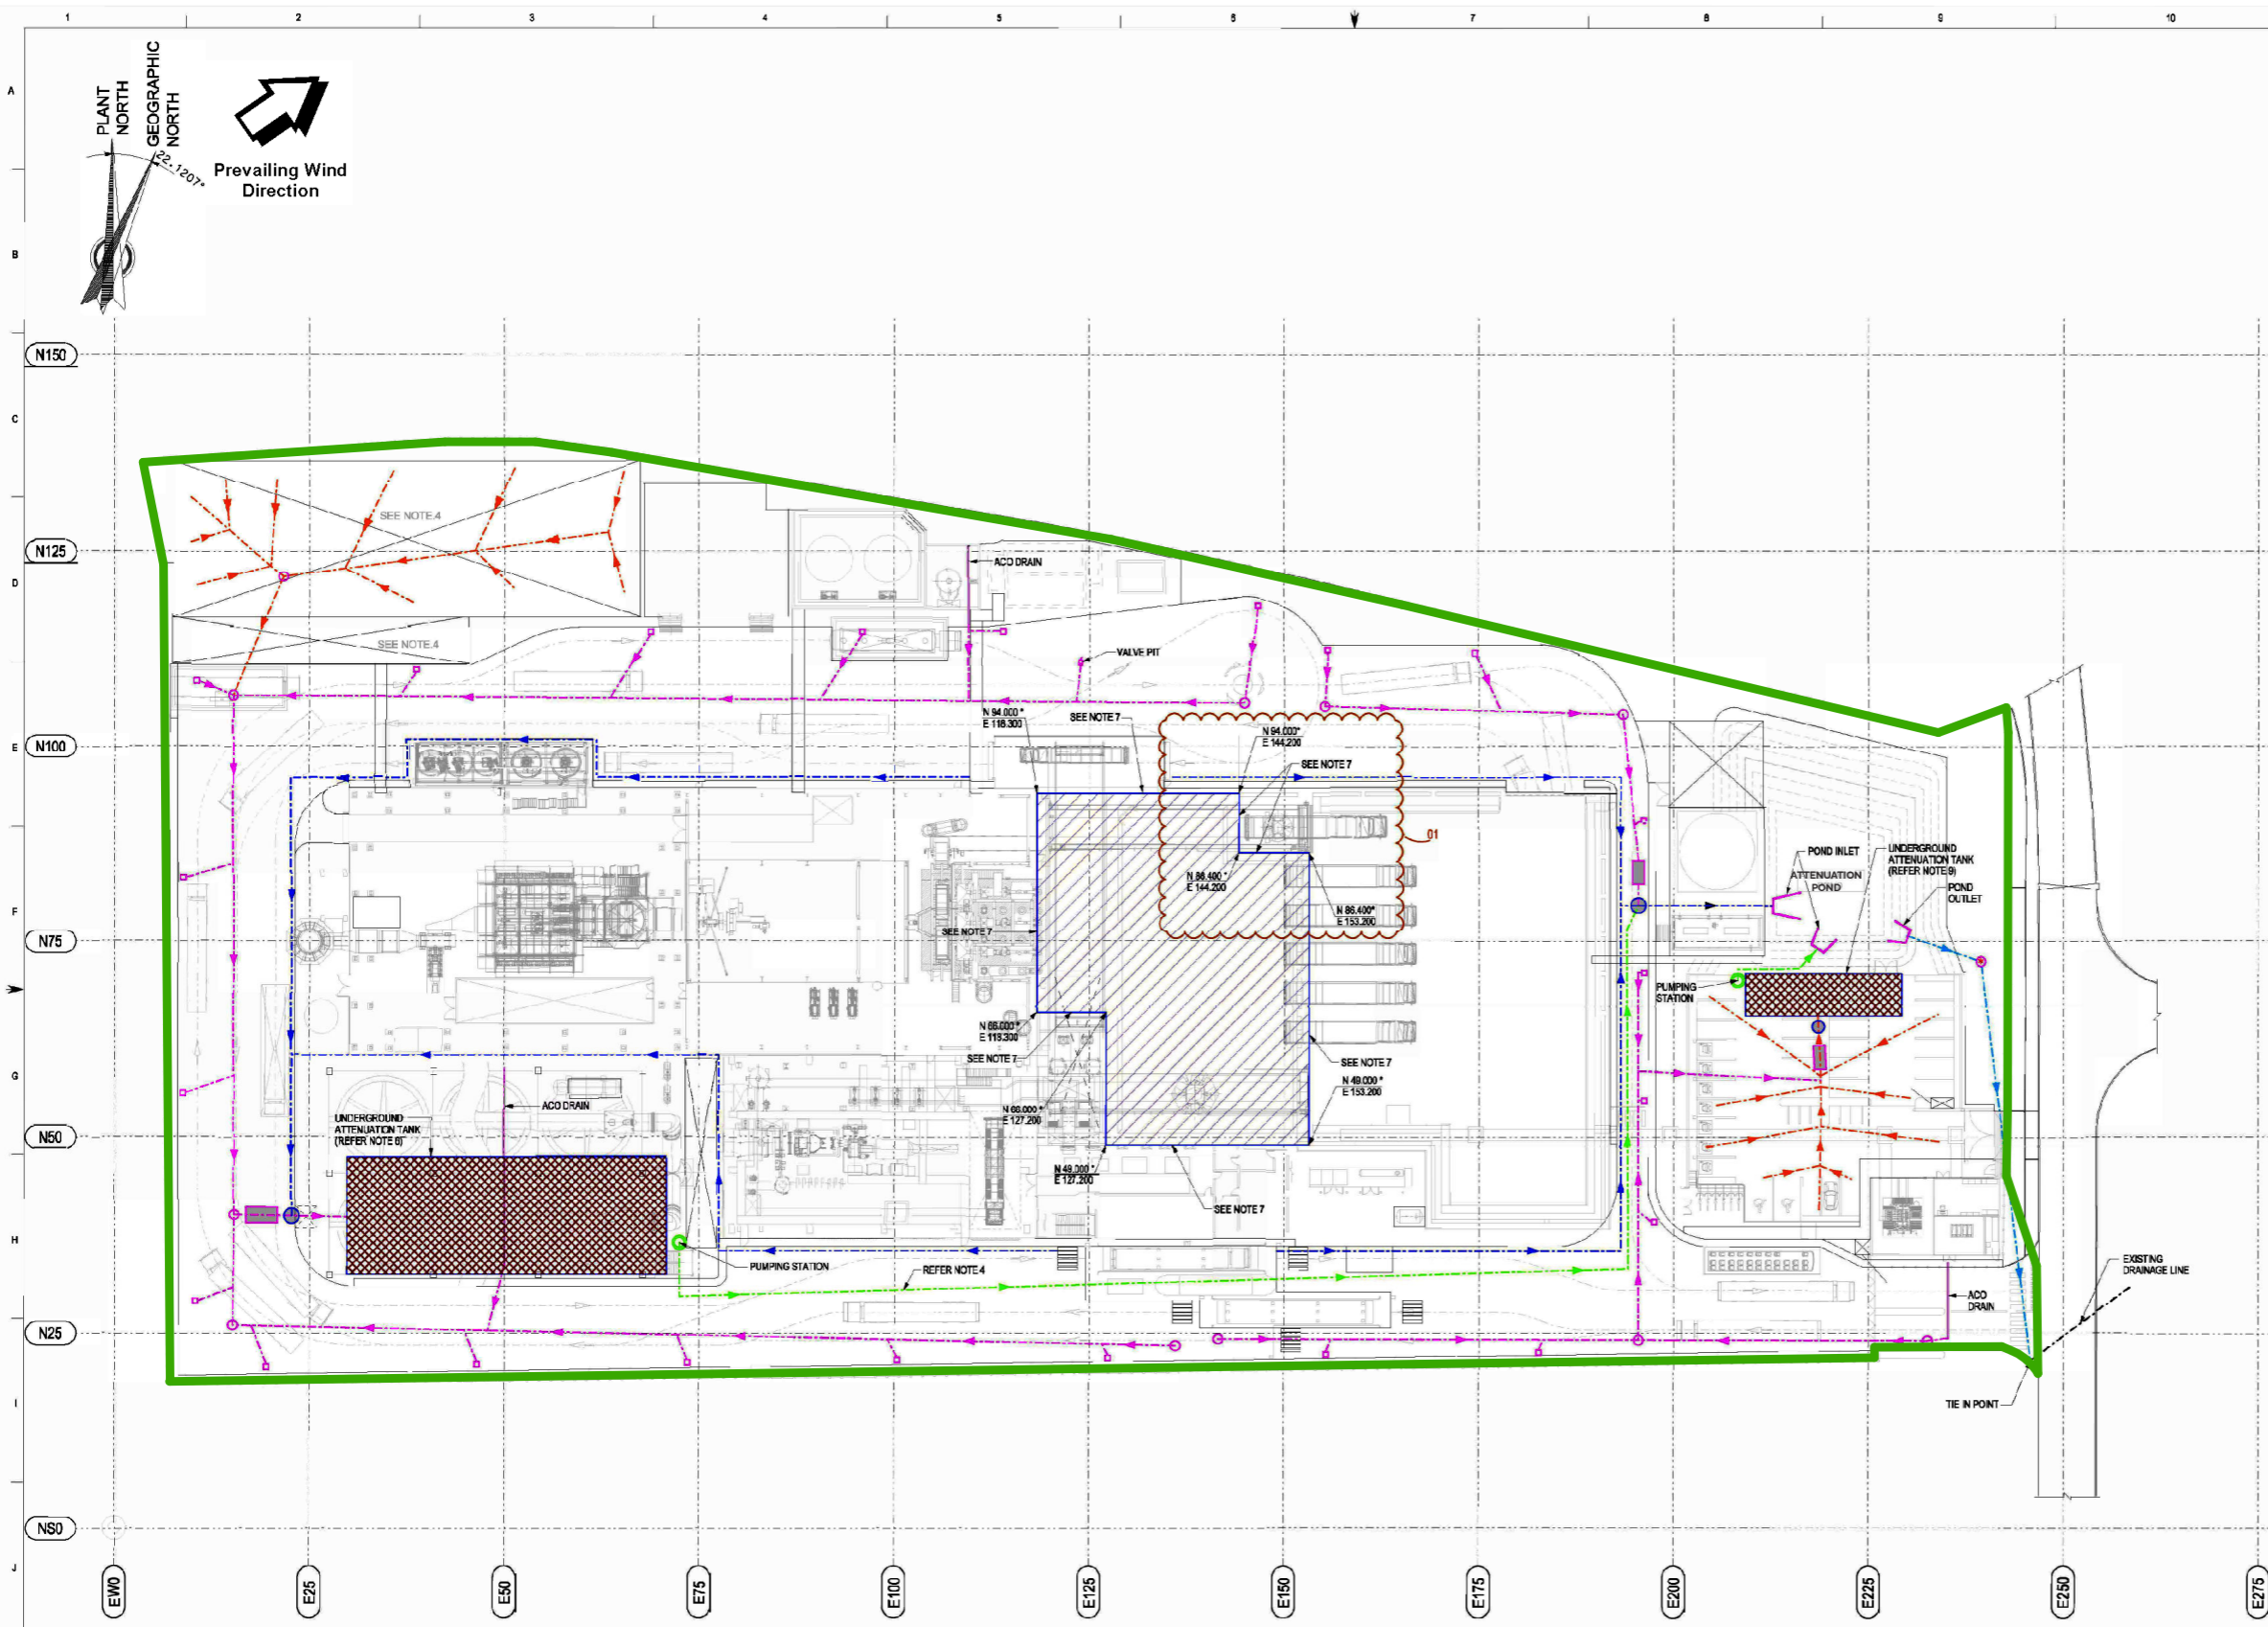 1 2 3 4 5 6 7 8 9 10
A
B
C
D
E
F
G
H
I
J
PLANT
NORTH
GEOGRAPHIC
NORTH
22.1207°
Prevailing Wind
Direction
N150
N125
N100
N75
N50
N25
NS0
SEE NOTE.4
SEE NOTE.4
ACO DRAIN
VALVE PIT
N 94.000 *
E 118.300
SEE NOTE 7
N 94.000*
E 144.200
SEE NOTE 7
01
N 86.400 *
E 144.200
N 86.400*
E 153.200
SEE NOTE 7
POND INLET
ATTENUATION
POND
UNDERGROUND
ATTENUATION TANK
(REFER NOTE 9)
POND
OUTLET
PUMPING
STATION
N 66.000 *
E 118.300
SEE NOTE 7
SEE NOTE 7
N 49.000 *
E 153.200
N 66.000 *
E 127.200
ACO DRAIN
UNDERGROUND
ATTENUATION TANK
(REFER NOTE 8)
N 49.000 *
E 127.200
SEE NOTE 7
PUMPING STATION
REFER NOTE 4
EXISTING
DRAINAGE LINE
ACO
DRAIN
TIE IN POINT
EW0
E25
E50
E75
E100
E125
E150
E175
E200
E225
E250
E275